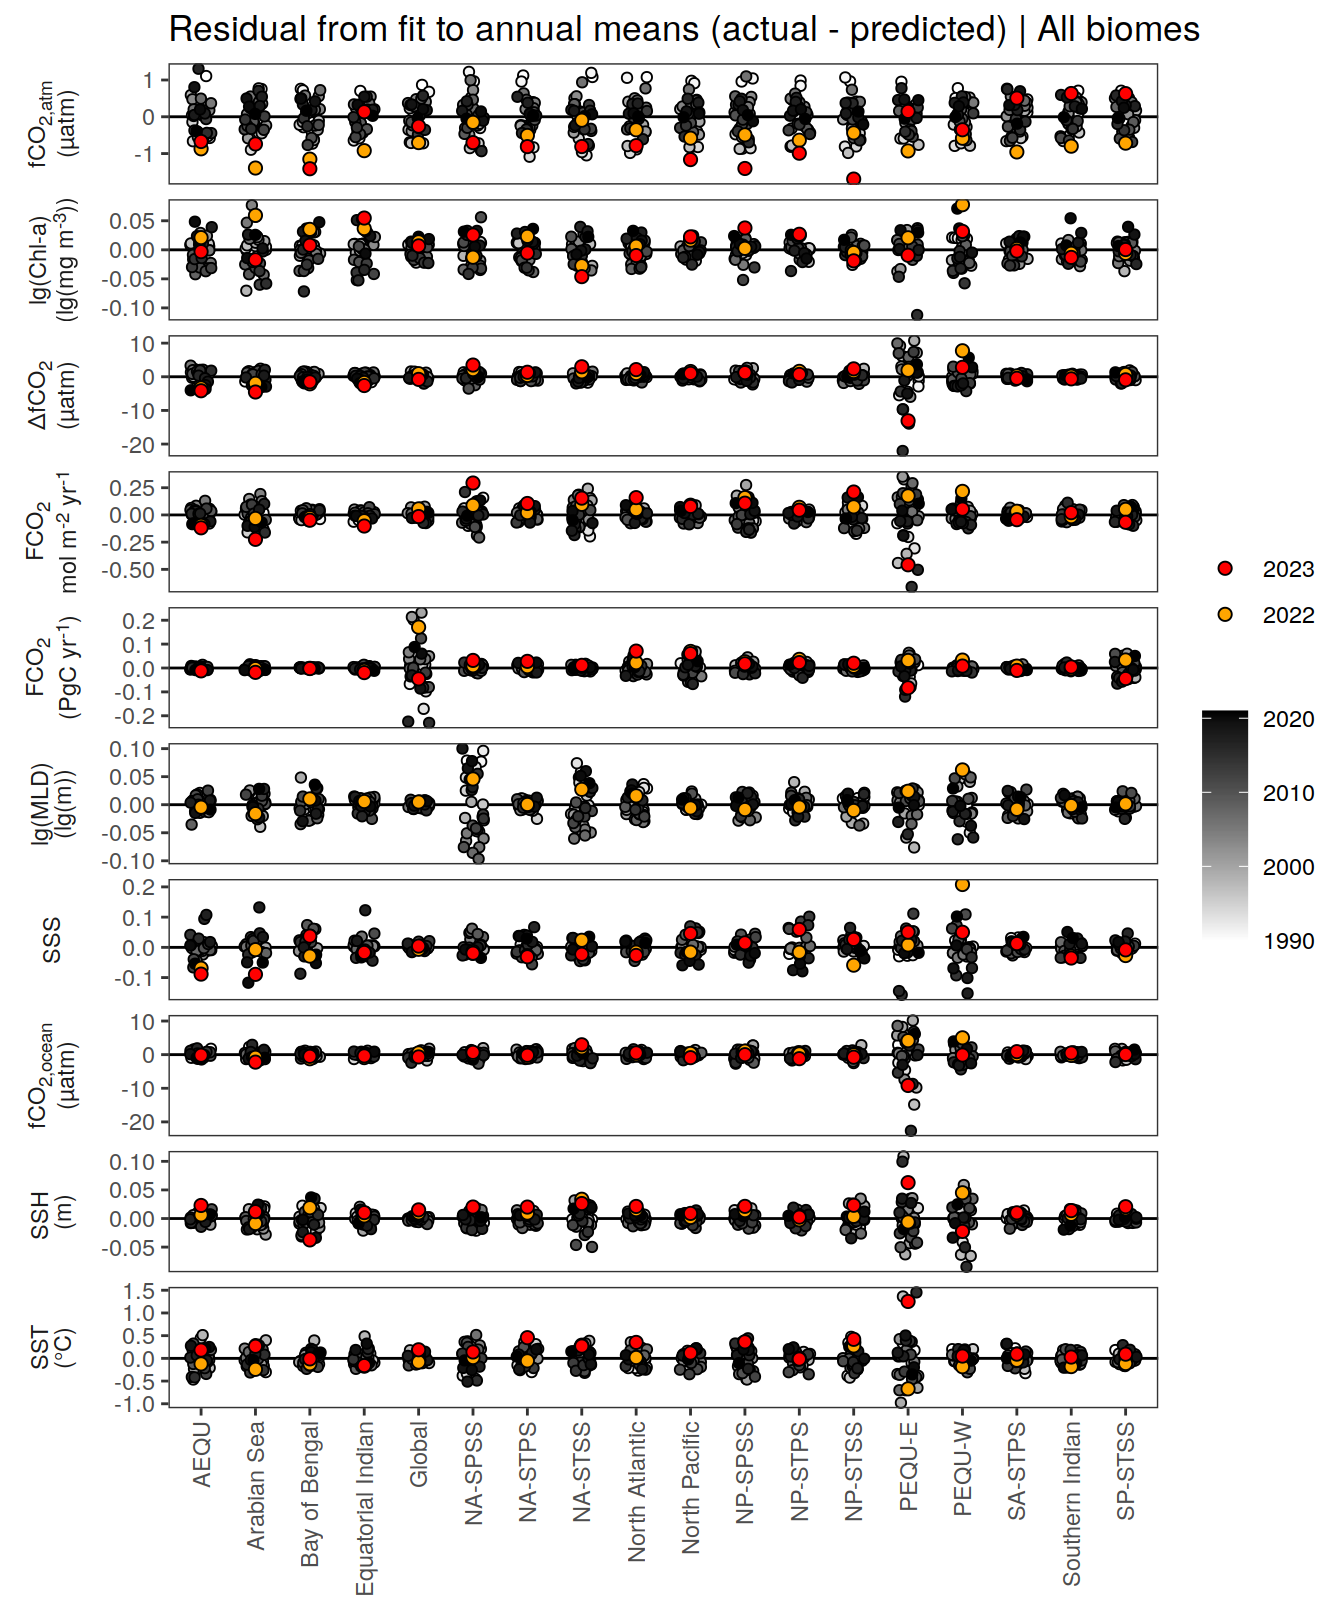 Residual from fit to annual means (actual - predicted) | All biomes
fCO2,atm
(µatm)
1
0
-1
lg(Chl-a)
(lg(mg m-3))
0.05
0.00
-0.05
-0.10
ΔfCO2
(µatm)
10
0
-10
-20
FCO2
mol m-2 yr-1
0.25
0.00
-0.25
-0.50
FCO2
(PgC yr-1)
0.2
0.1
0.0
-0.1
-0.2
lg(MLD)
(lg(m))
0.10
0.05
0.00
-0.05
-0.10
SSS
0.2
0.1
0.0
-0.1
fCO2,ocean
(µatm)
10
0
-10
-20
SSH
(m)
0.10
0.05
0.00
-0.05
SST
(°C)
1.5
1.0
0.5
0.0
-0.5
-1.0
AEQU
Arabian Sea
Bay of Bengal
Equatorial Indian
Global
NA-SPSS
NA-STPS
NA-STSS
North Atlantic
North Pacific
NP-SPSS
NP-STPS
NP-STSS
PEQU-E
PEQU-W
SA-STPS
Southern Indian
SP-STSS
2023
2022
2020
2010
2000
1990